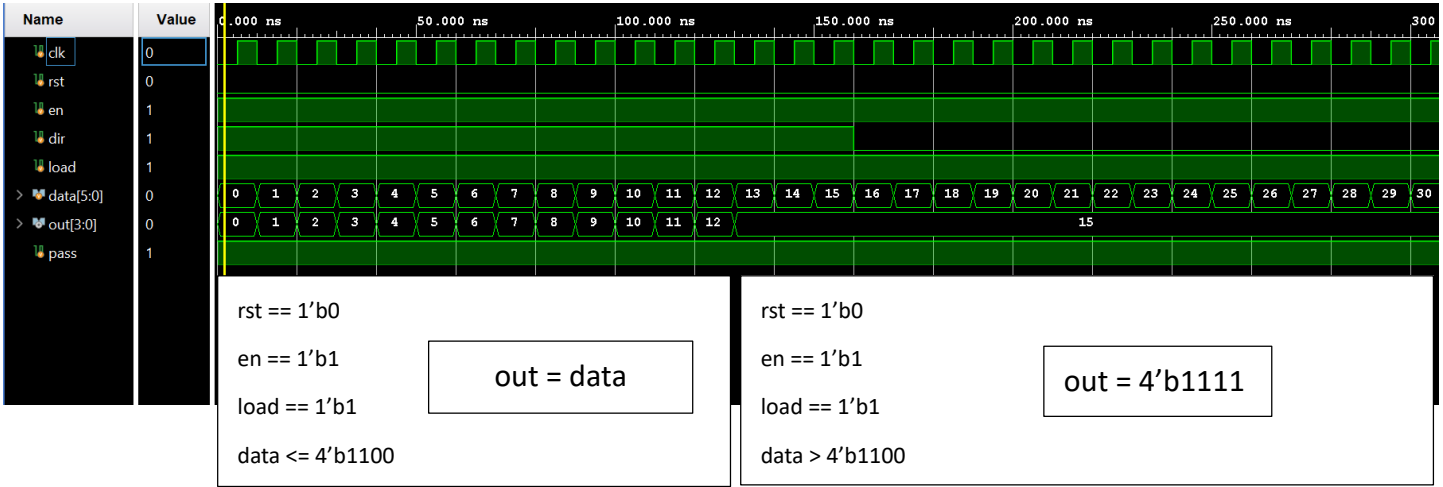 Name Value 0.000 ns 50.000 ns 100.000 ns 150.000 ns 200.000 ns 250.000 ns 300
clk 0
rst 0
en 1
dir 1
load 1
data[5:0] 0 0 1 2 3 4 5 6 7 8 9 10 11 12 13 14 15 16 17 18 19 20 21 22 23 24 25 26 27 28 29 30
out[3:0] 0 0 1 2 3 4 5 6 7 8 9 10 11 12 15
pass 1
rst == 1’b0
en == 1’b1
load == 1’b1
data <= 4’b1100
out = data
rst == 1’b0
en == 1’b1
load == 1’b1
data > 4’b1100
out = 4’b1111